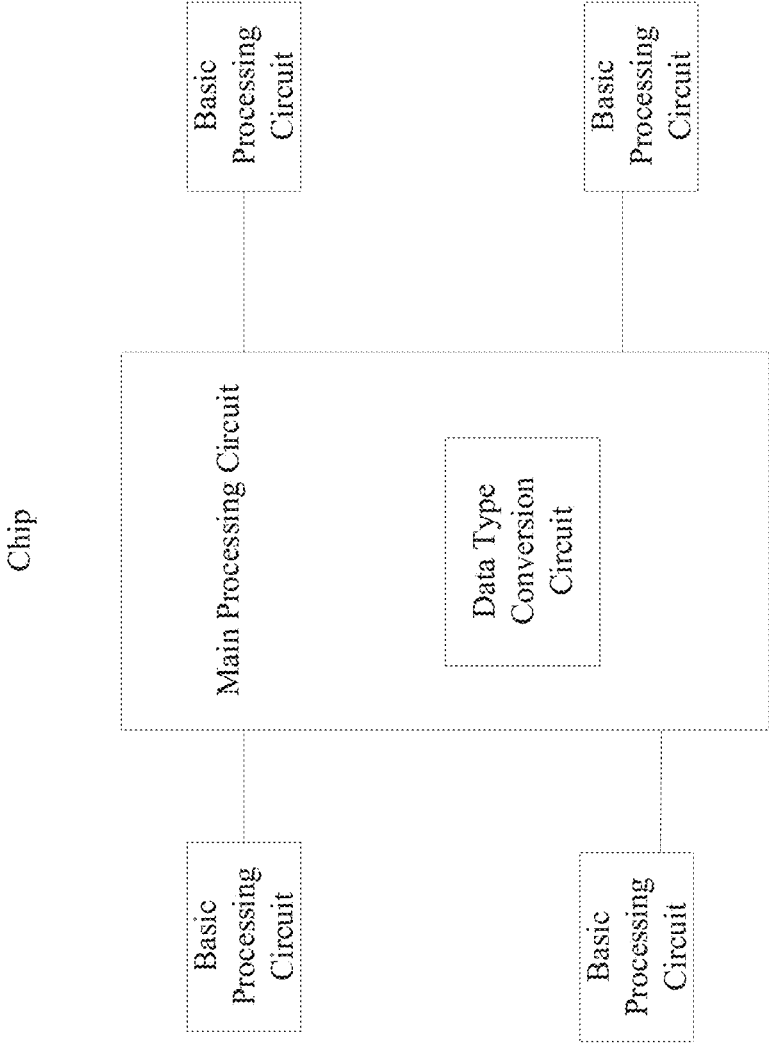 Chip
Basic
Processing
Circuit
Main Processing Circuit
Basic
Processing
Circuit
Basic
Processing
Circuit
Data Type
Conversion
Circuit
Basic
Processing
Circuit